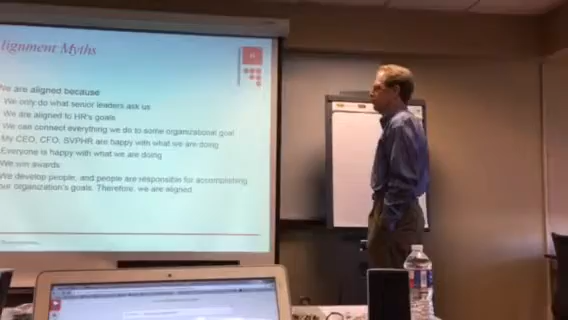 lignment Myths
We are aligned because
We only do what senior leaders ask us
We are aligned to HR's goals
We can connect everything we do to some organizational goal
My CEO, CFO, SVPHR are happy with what we are doing
Everyone is happy with what we are doing
We win awards
We develop people, and people are responsible for accomplishing
our organization's goals. Therefore, we are aligned